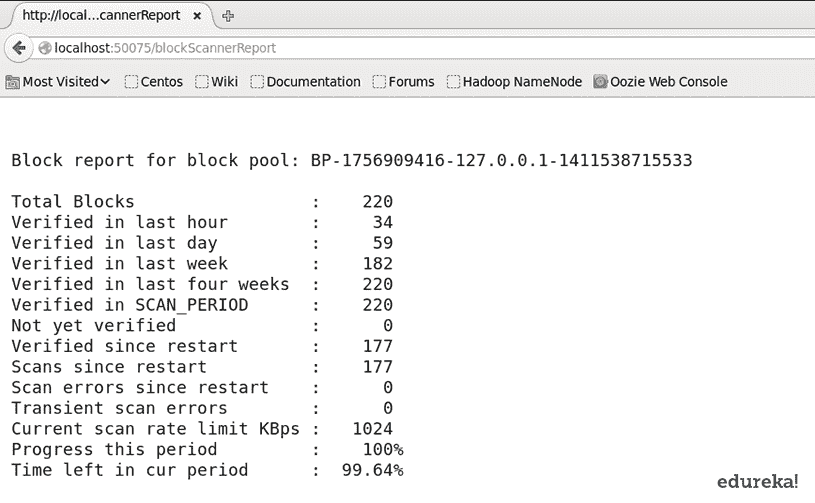 http://local...cannerReport
localhost:50075/blockScannerReport
Most Visited Centos Wiki Documentation Forums Hadoop NameNode Oozie Web Console
Block report for block pool: BP-1756909416-127.0.0.1-1411538715533
Total Blocks : 220
Verified in last hour : 34
Verified in last day : 59
Verified in last week : 182
Verified in last four weeks : 220
Verified in SCAN_PERIOD : 220
Not yet verified : 0
Verified since restart : 177
Scans since restart : 177
Scan errors since restart : 0
Transient scan errors : 0
Current scan rate limit KBps : 1024
Progress this period : 100%
Time left in cur period : 99.64%
edureka!